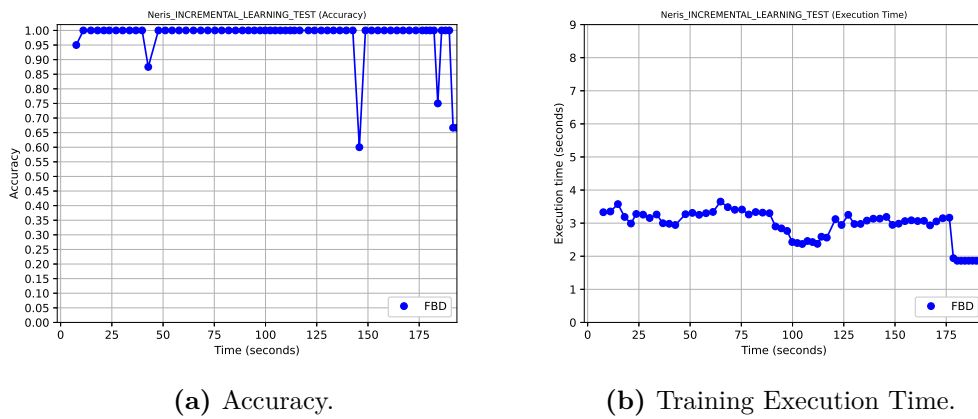 Neris_INCREMENTAL_LEARNING_TEST (Accuracy)
1.00
0.95
0.90
0.85
0.80
0.75
0.70
0.65
0.60
0.55
0.50
0.45
0.40
0.35
0.30
0.25
0.20
0.15
0.10
0.05
0.00
Accuracy
0 25 50 75 100 125 150 175
Time (seconds)
FBD
(a) Accuracy.
Neris_INCREMENTAL_LEARNING_TEST (Execution Time)
9
8
7
6
5
4
3
2
1
0
Execution time (seconds)
0 25 50 75 100 125 150 175
Time (seconds)
FBD
(b) Training Execution Time.